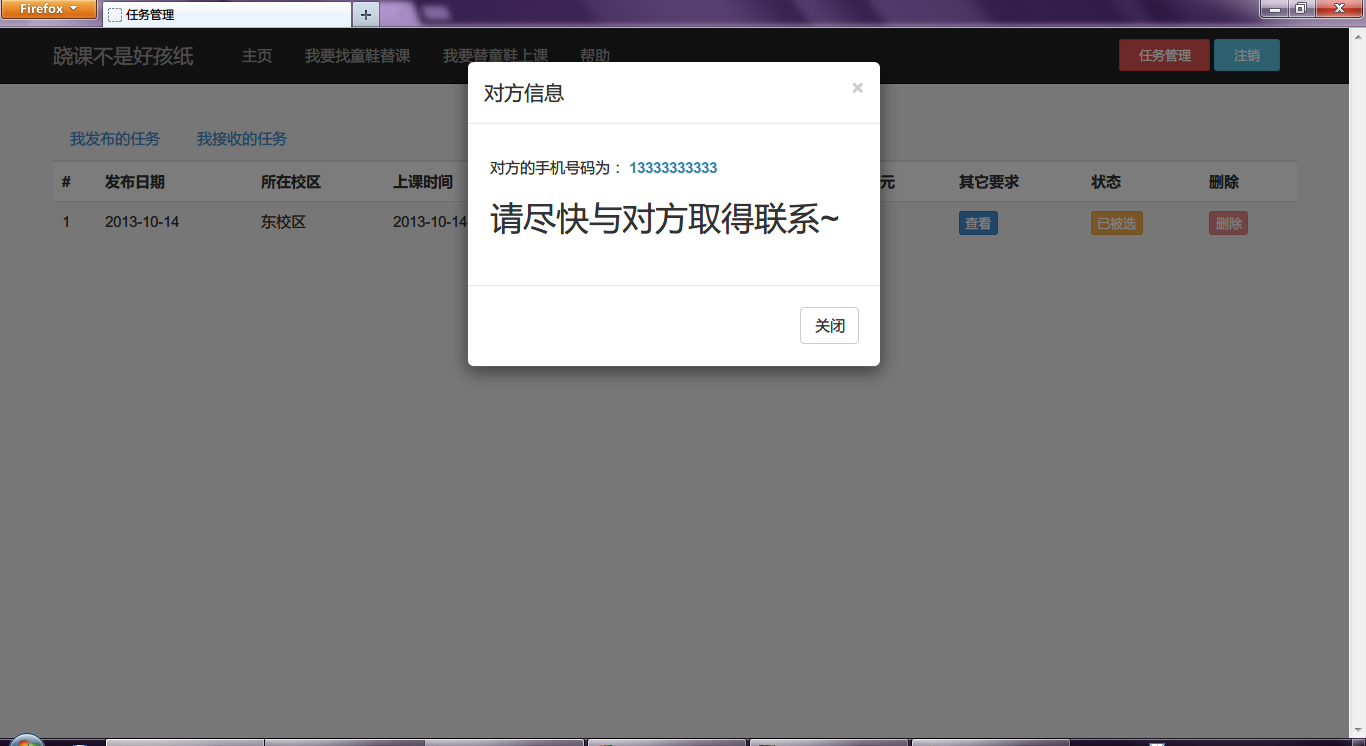 Firefox
任务管理
跷课不是好孩纸 主页 我要找童鞋替课 我要替童鞋上课 帮助 任务管理 注销
对方信息 ×
我发布的任务 我接收的任务
对方的手机号码为： 13333333333
# 发布日期 所在校区 上课时间 元 其它要求 状态 删除
请尽快与对方取得联系~
1 2013-10-14 东校区 2013-10-14 查看 已被选 删除
关闭